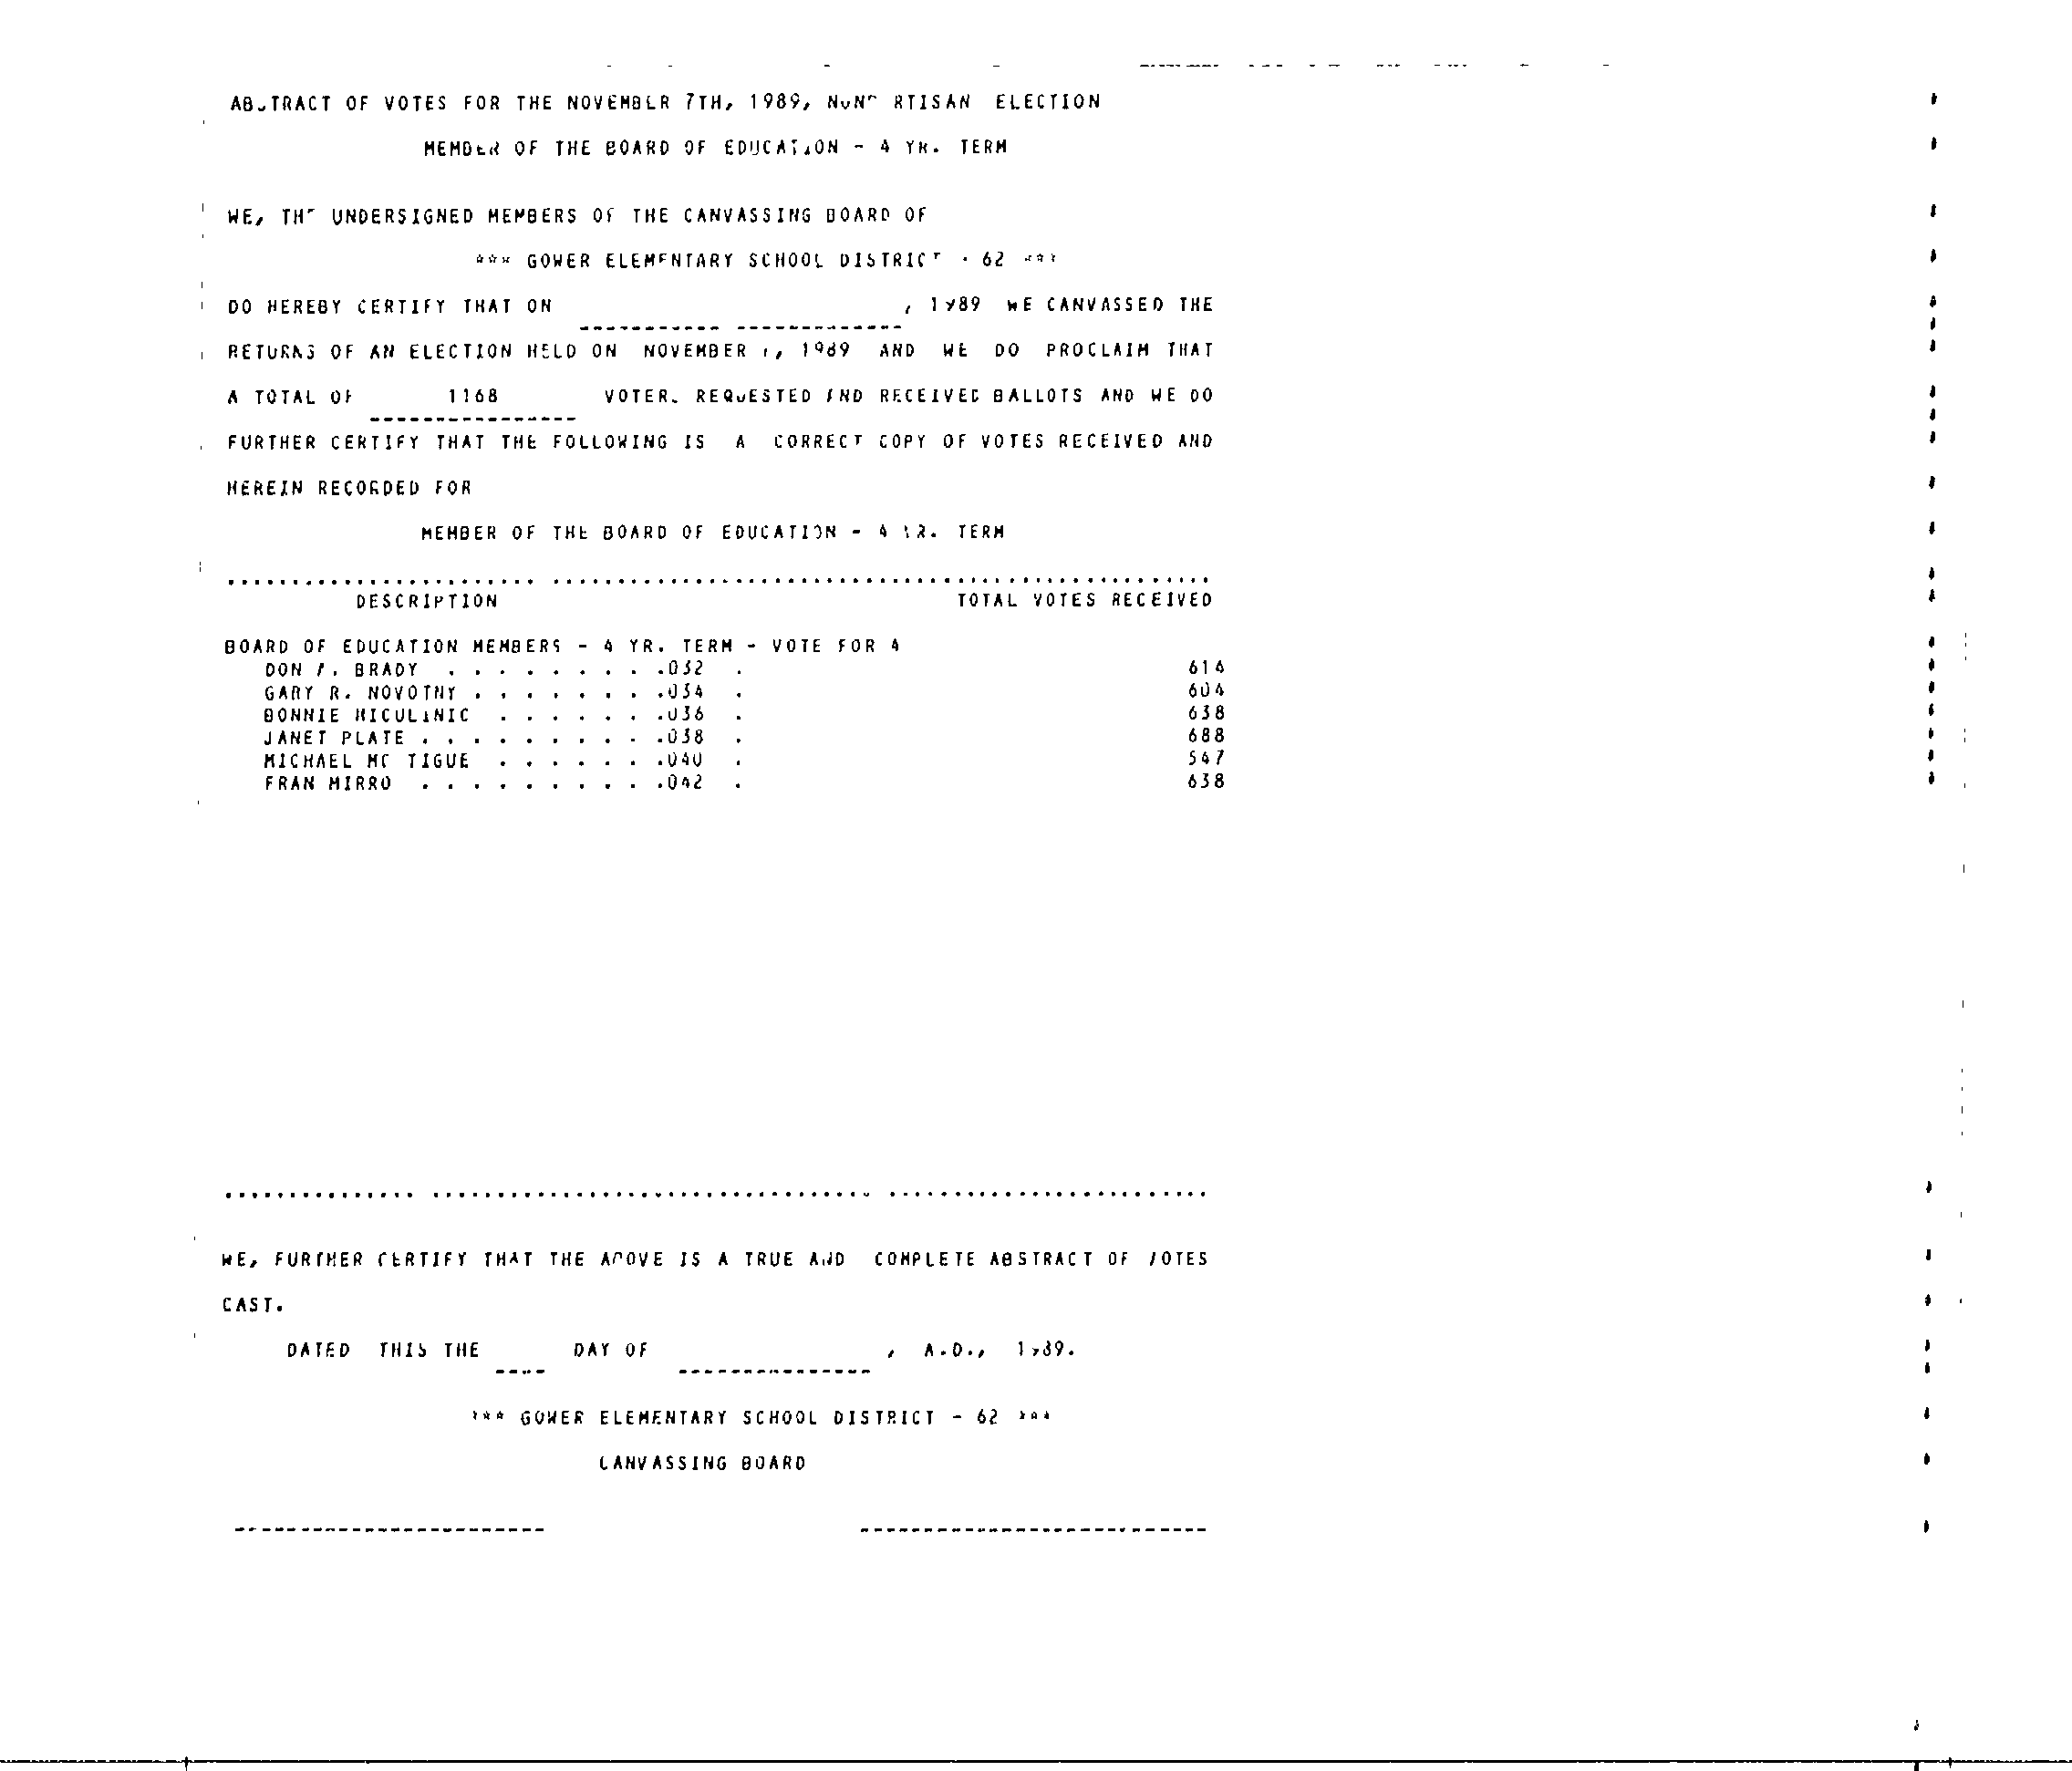 ABSTRACT OF VOTES FOR THE NOVEMBER 7TH, 1989, NONPARTISAN ELECTION
MEMBER OF THE BOARD OF EDUCATION - 4 YR. TERM
WE, THE UNDERSIGNED MEMBERS OF THE CANVASSING BOARD OF
*** GOWER ELEMENTARY SCHOOL DISTRICT - 62 ***
DO HEREBY CERTIFY THAT ON , 1989 WE CANVASSED THE
RETURNS OF AN ELECTION HELD ON NOVEMBER 7, 1989 AND WE DO PROCLAIM THAT
A TOTAL OF 1168 VOTERS REQUESTED AND RECEIVED BALLOTS AND WE DO
FURTHER CERTIFY THAT THE FOLLOWING IS A CORRECT COPY OF VOTES RECEIVED AND
HEREIN RECORDED FOR
MEMBER OF THE BOARD OF EDUCATION - 4 YR. TERM
DESCRIPTION TOTAL VOTES RECEIVED
BOARD OF EDUCATION MEMBERS - 4 YR. TERM - VOTE FOR 4
DON BRADY . . . . . . . . .032 . 614
GARY R. NOVOTNY . . . . . . . .034 . 604
BONNIE MICULINIC . . . . . . .036 . 638
JANET PLATE . . . . . . . . . .038 . 688
MICHAEL MC TIGUE . . . . . . .040 . 547
FRAN MIRRO . . . . . . . . . .042 . 638
WE, FURTHER CERTIFY THAT THE ABOVE IS A TRUE AND COMPLETE ABSTRACT OF VOTES
CAST.
DATED THIS THE ____ DAY OF ____ , A.D., 1989.
*** GOWER ELEMENTARY SCHOOL DISTRICT - 62 ***
CANVASSING BOARD